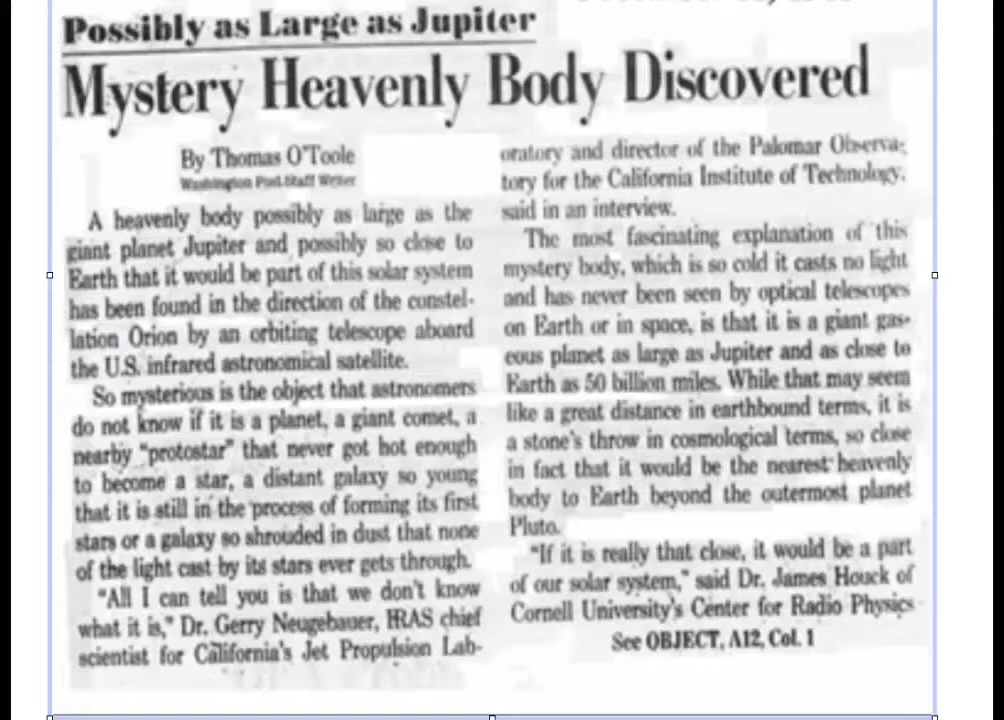 Possibly as Large as Jupiter
Mystery Heavenly Body Discovered
By Thomas O'Toole
Washington Post Staff Writer
A heavenly body possibly as large as the
giant planet Jupiter and possibly so close to
Earth that it would be part of this solar system
has been found in the direction of the constel-
lation Orion by an orbiting telescope aboard
the U.S. infrared astronomical satellite.
So mysterious is the object that astronomers
do not know if it is a planet, a giant comet, a
nearby "protostar" that never got hot enough
to become a star, a distant galaxy so young
that it is still in the process of forming its first
stars or a galaxy so shrouded in dust that none
of the light cast by its stars ever gets through.
"All I can tell you is that we don't know
what it is," Dr. Gerry Neugebauer, IRAS chief
scientist for California's Jet Propulsion Lab-
oratory and director of the Palomar Observa-
tory for the California Institute of Technology,
said in an interview.
The most fascinating explanation of this
mystery body, which is so cold it casts no light
and has never been seen by optical telescopes
on Earth or in space, is that it is a giant gas-
eous planet as large as Jupiter and as close to
Earth as 50 billion miles. While that may seem
like a great distance in earthbound terms, it is
a stone's throw in cosmological terms, so close
in fact that it would be the nearest heavenly
body to Earth beyond the outermost planet
Pluto.
"If it is really that close, it would be a part
of our solar system," said Dr. James Houck of
Cornell University's Center for Radio Physics
See OBJECT, A12, Col. 1